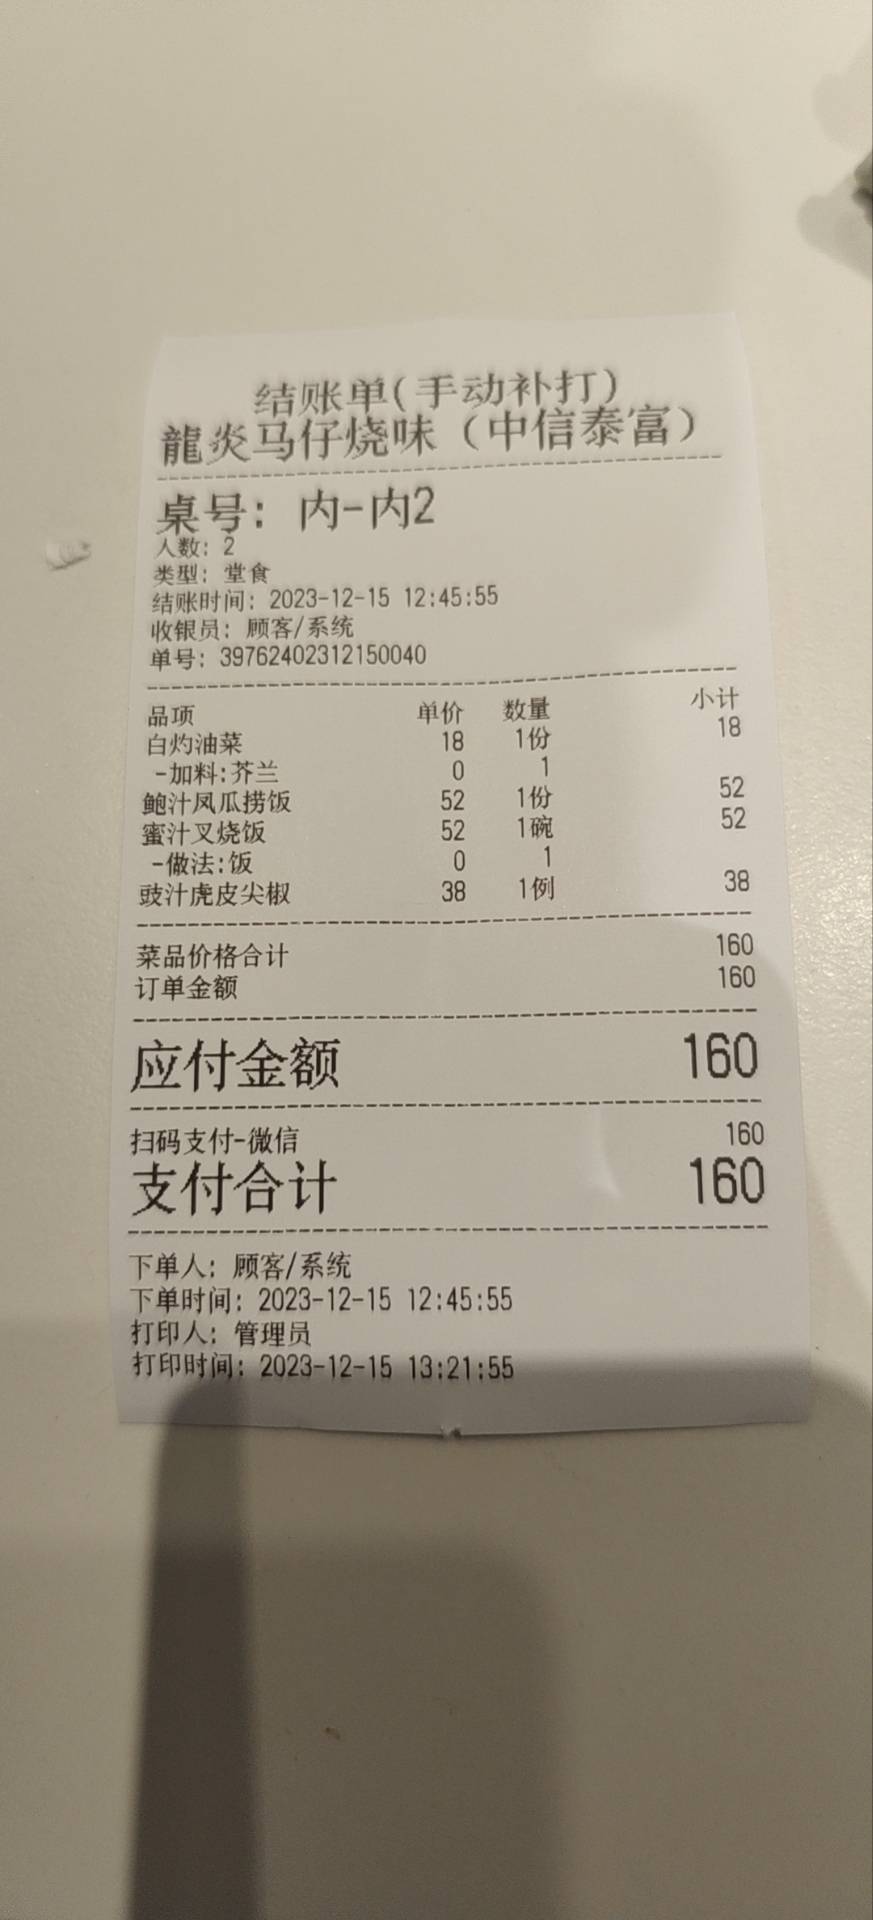 结账单(手动补打)
龍炎马仔烧味（中信泰富）
桌号: 内-内2
人数: 2
类型: 堂食
结账时间: 2023-12-15 12:45:55
收银员: 顾客/系统
单号: 39762402312150040
品项 单价 数量 小计
白灼油菜 18 1份 18
-加料:芥兰 0 1
鲍汁凤瓜捞饭 52 1份 52
蜜汁叉烧饭 52 1碗 52
-做法:饭 0 1
豉汁虎皮尖椒 38 1例 38
菜品价格合计 160
订单金额 160
应付金额 160
扫码支付-微信 160
支付合计 160
下单人: 顾客/系统
下单时间: 2023-12-15 12:45:55
打印人: 管理员
打印时间: 2023-12-15 13:21:55